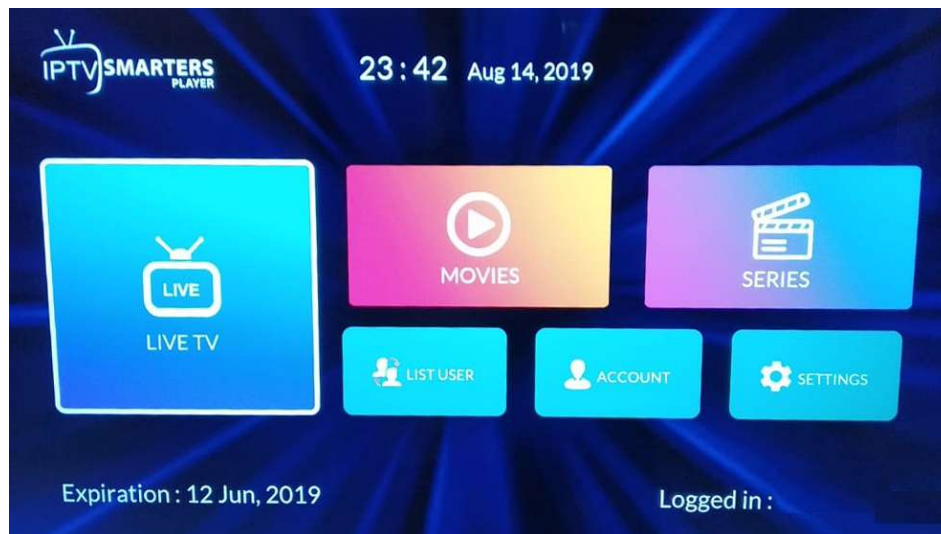 IPTV SMARTERS
PLAYER
23:42 Aug 14, 2019
LIVE
LIVE TV
MOVIES
SERIES
LIST USER
ACCOUNT
SETTINGS
Expiration : 12 Jun, 2019
Logged in :